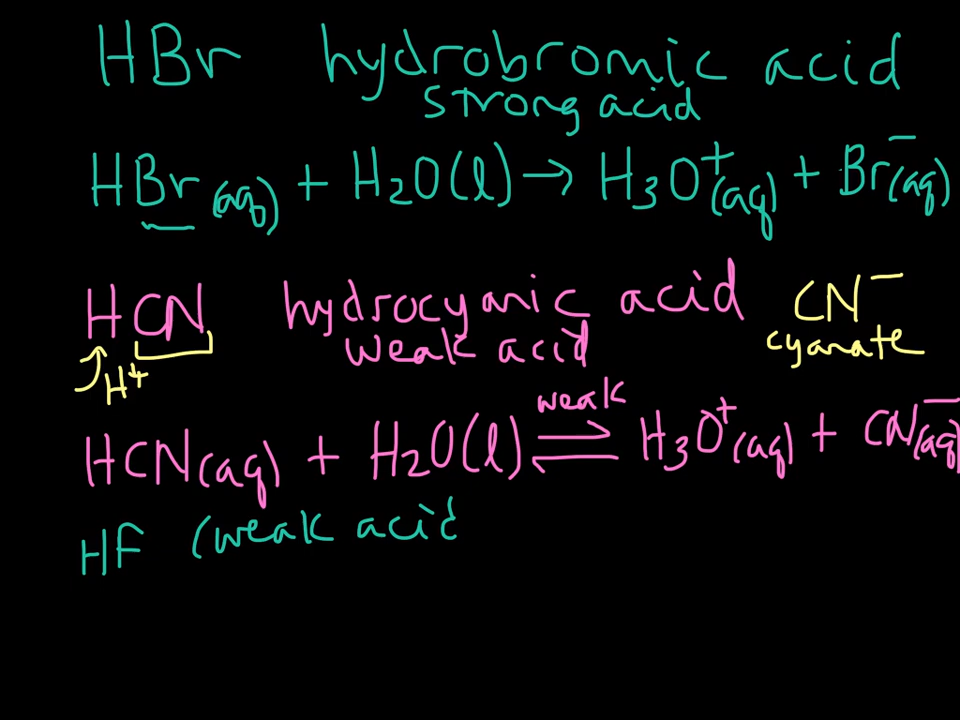 HBr hydrobromic acid
strong acid
HBr(aq) + H2O(l) → H3O+(aq) + Br-(aq)
HCN hydrocyanic acid CN-
weak acid cyanate
H+
weak
HCN(aq) + H2O(l) ⇌ H3O+(aq) + CN-(aq)
HF (weak acid